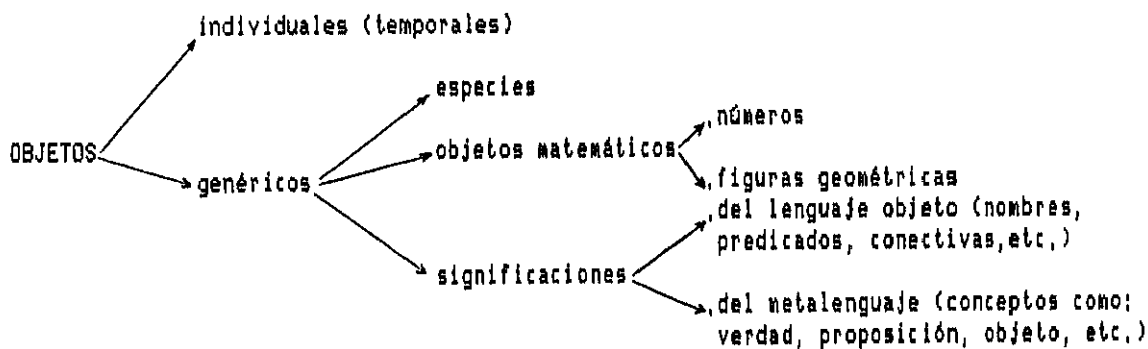 individuales (temporales)
especies
,números
OBJETOS
objetos matemáticos
genéricos
,figuras geométricas
,del lenguaje objeto (nombres,
predicados, conectivas,etc,)
significaciones
,del metalenguaje (conceptos como;
verdad, proposición, objeto, etc,)